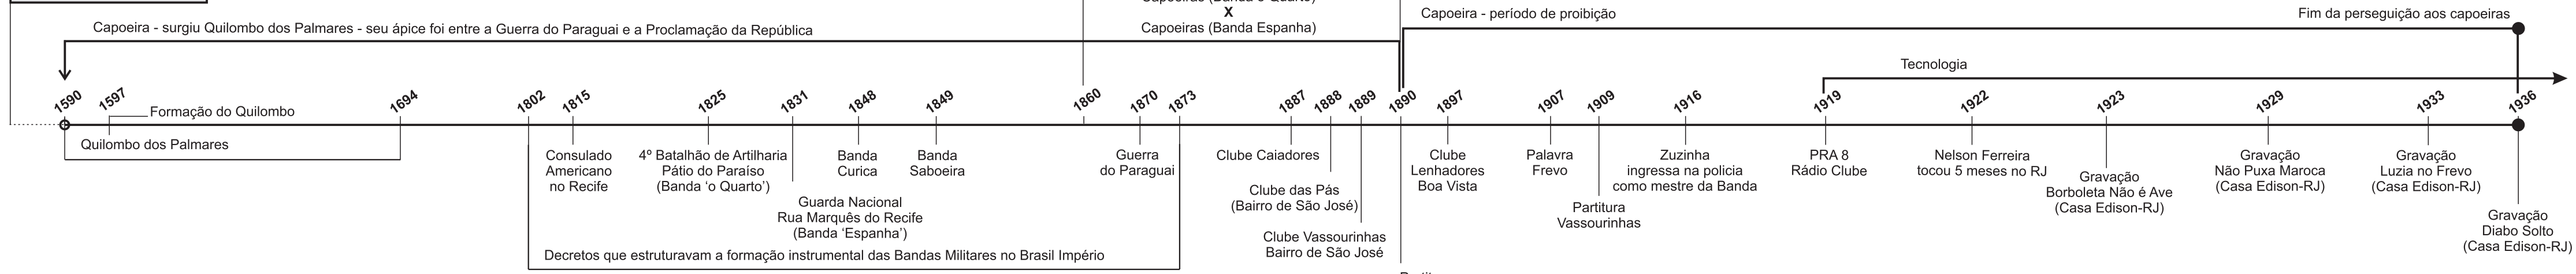 X
Capoeiras (Banda Espanha)
Capoeira - surgiu Quilombo dos Palmares - seu ápice foi entre a Guerra do Paraguai e a Proclamação da República
Capoeira - período de proibição
Fim da perseguição aos capoeiras
Tecnologia
1590
1597
1694
1802
1815
1825
1831
1848
1849
1860
1870
1873
1887
1888
1889
1890
1897
1907
1909
1916
1919
1922
1923
1929
1933
1936
Formação do Quilombo
Quilombo dos Palmares
Consulado
Americano
no Recife
4º Batalhão de Artilharia
Pátio do Paraíso
(Banda ‘o Quarto’)
Guarda Nacional
Rua Marquês do Recife
(Banda ‘Espanha’)
Banda
Curica
Banda
Saboeira
Guerra
do Paraguai
Decretos que estruturavam a formação instrumental das Bandas Militares no Brasil Império
Clube Caiadores
Clube das Pás
(Bairro de São José)
Clube Vassourinhas
Bairro de São José
Clube
Lenhadores
Boa Vista
Palavra
Frevo
Partitura
Vassourinhas
Zuzinha
ingressa na policia
como mestre da Banda
PRA 8
Rádio Clube
Nelson Ferreira
tocou 5 meses no RJ
Gravação
Borboleta Não é Ave
(Casa Edison-RJ)
Gravação
Não Puxa Maroca
(Casa Edison-RJ)
Gravação
Luzia no Frevo
(Casa Edison-RJ)
Gravação
Diabo Solto
(Casa Edison-RJ)